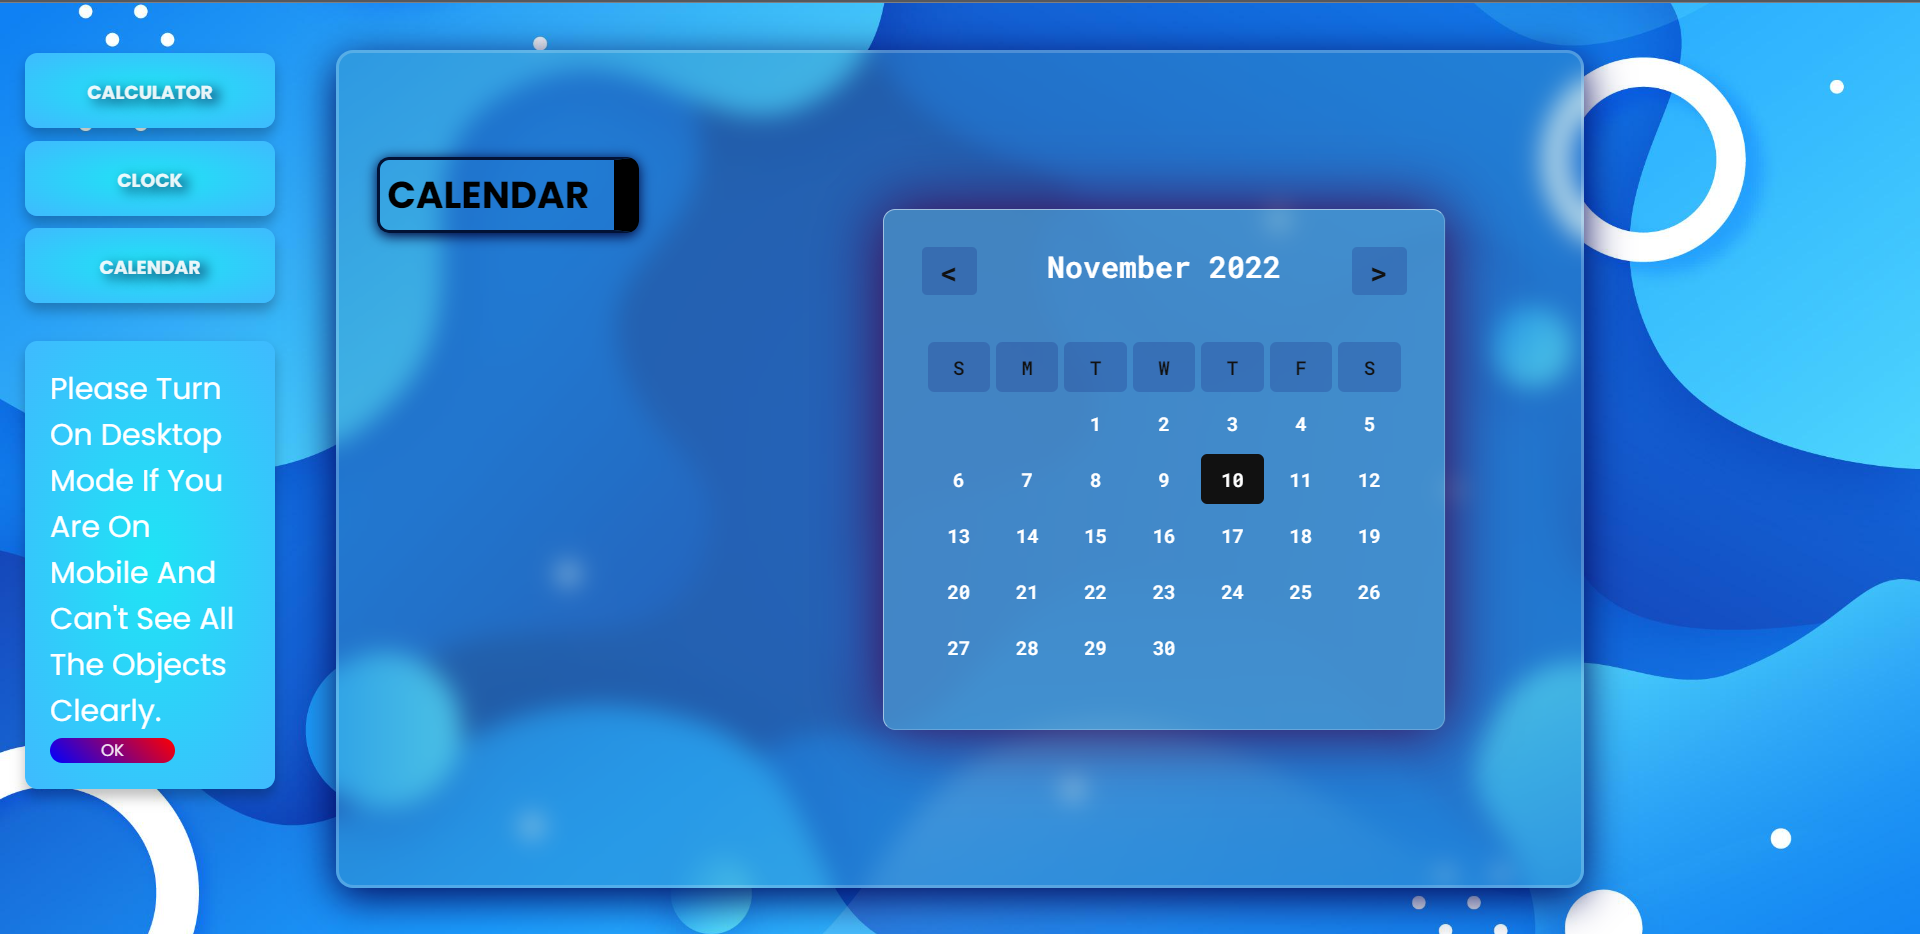 CALCULATOR
CLOCK
CALENDAR
Please Turn
On Desktop
Mode If You
Are On
Mobile And
Can't See All
The Objects
Clearly.
OK
CALENDAR
< November 2022 >
S M T W T F S
1 2 3 4 5
6 7 8 9 10 11 12
13 14 15 16 17 18 19
20 21 22 23 24 25 26
27 28 29 30